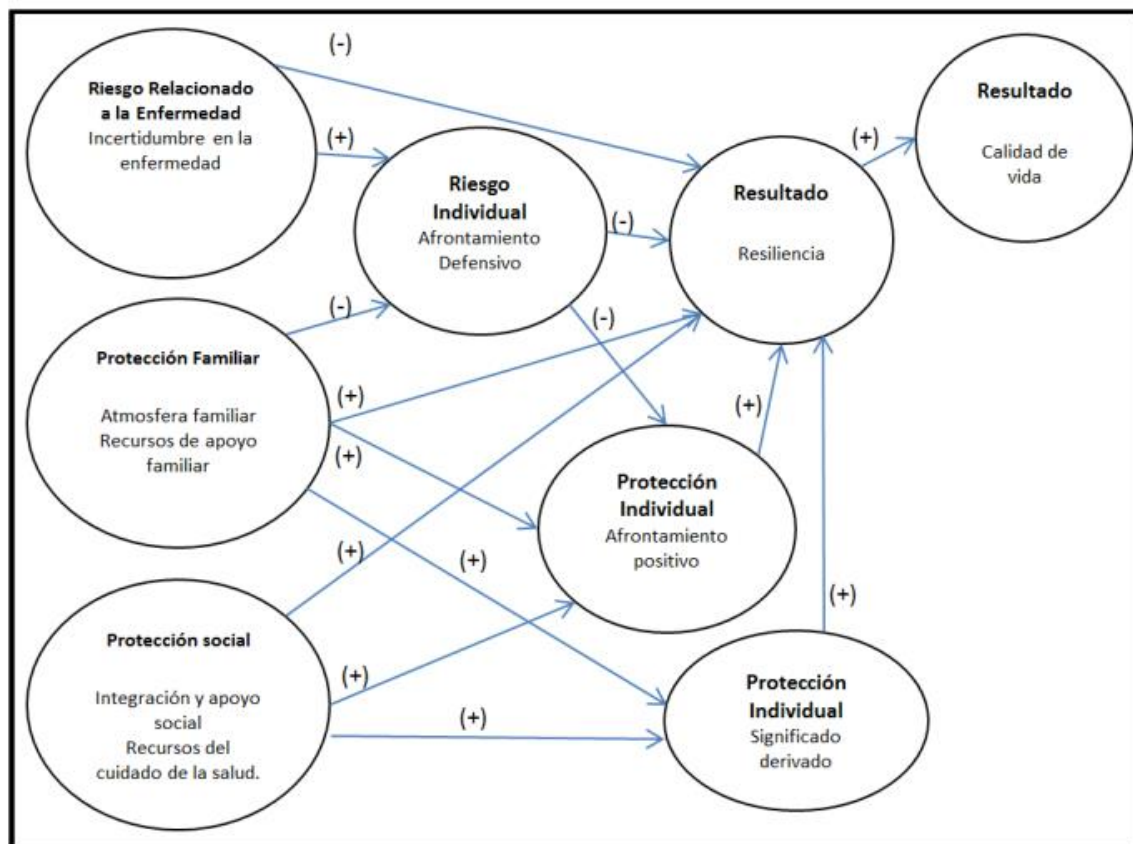 (-)
Riesgo Relacionado
a la Enfermedad
Incertidumbre en la
enfermedad
(+)
Riesgo
Individual
Afrontamiento
Defensivo
(-)
Resultado
Resiliencia
(+)
Resultado
Calidad de
vida
(-)
(-)
Protección Familiar
Atmosfera familiar
Recursos de apoyo
familiar
(+)
(+)
(+)
(+)
Protección
Individual
Afrontamiento
positivo
(+)
(+)
Protección social
Integración y apoyo
social
Recursos del
cuidado de la salud.
(+)
(+)
Protección
Individual
Significado
derivado